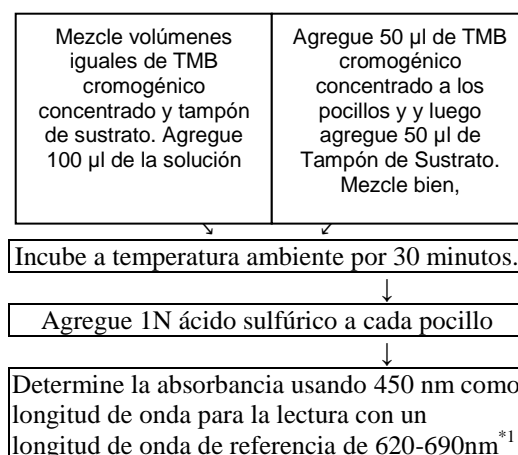 Mezcle volúmenes
iguales de TMB
cromogénico
concentrado y tampón
de sustrato. Agregue
100 µl de la solución
Agregue 50 µl de TMB
cromogénico
concentrado a los
pocillos y y luego
agregue 50 µl de
Tampón de Sustrato.
Mezcle bien,
Incube a temperatura ambiente por 30 minutos.
Agregue 1N ácido sulfúrico a cada pocillo
Determine la absorbancia usando 450 nm como
longitud de onda para la lectura con un
longitud de onda de referencia de 620-690nm*1